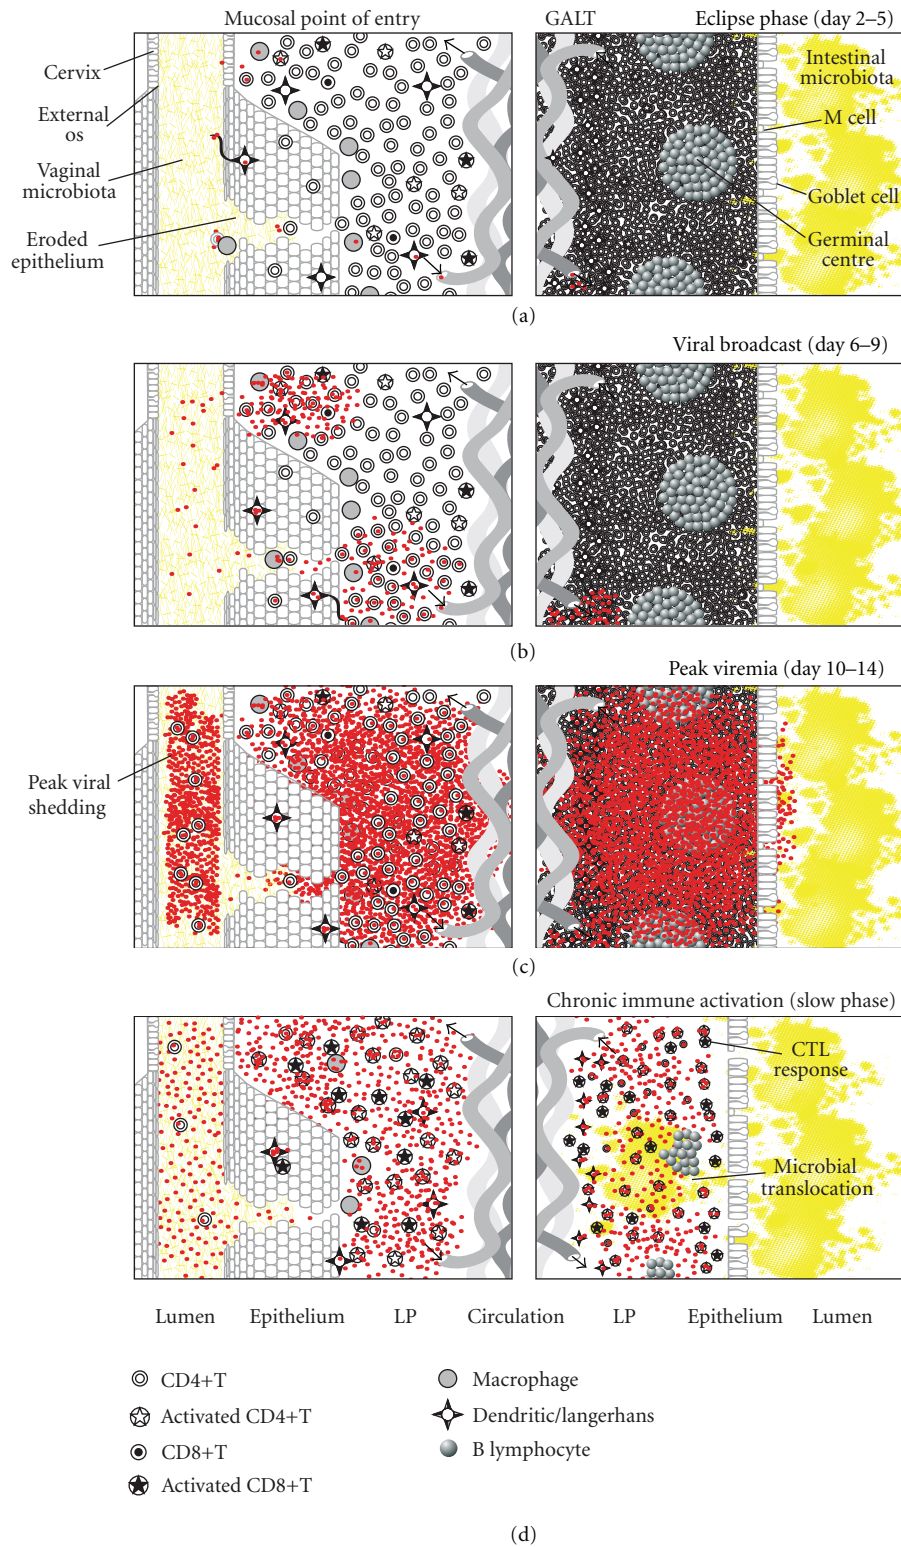 Mucosal point of entry
GALT
Eclipse phase (day 2–5)
Cervix
External
os
Vaginal
microbiota
Eroded
epithelium
Intestinal
microbiota
M cell
Goblet cell
Germinal
centre
(a)
Viral broadcast (day 6–9)
(b)
Peak viremia (day 10–14)
Peak viral
shedding
(c)
Chronic immune activation (slow phase)
CTL
response
Microbial
translocation
Lumen
Epithelium
LP
Circulation
LP
Epithelium
Lumen
CD4+T
Activated CD4+T
CD8+T
Activated CD8+T
Macrophage
Dendritic/langerhans
B lymphocyte
(d)